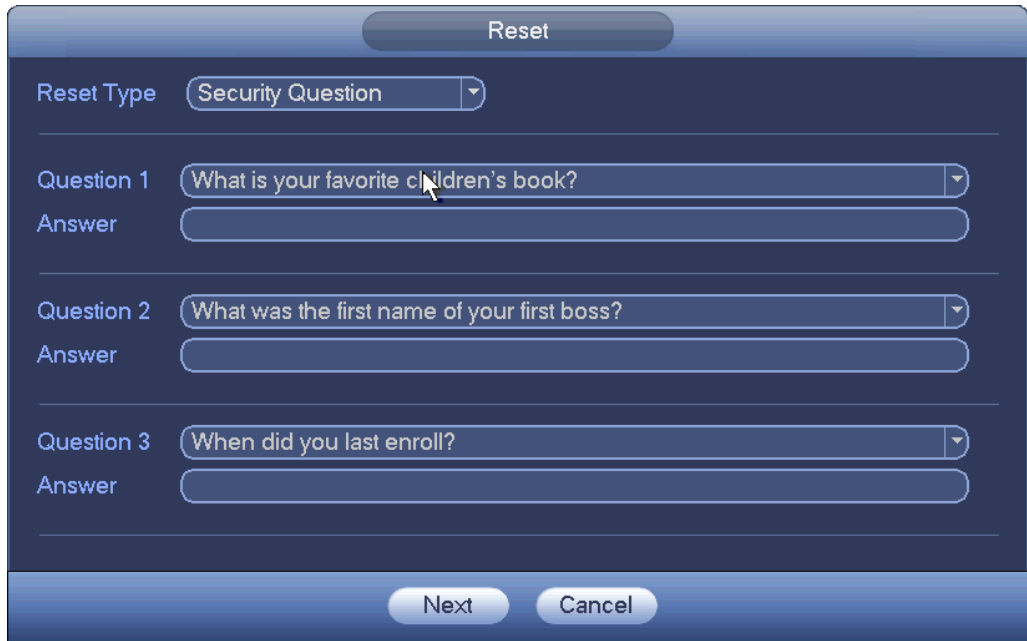 Reset
Reset Type Security Question
Question 1 What is your favorite children's book?
Answer
Question 2 What was the first name of your first boss?
Answer
Question 3 When did you last enroll?
Answer
Next Cancel